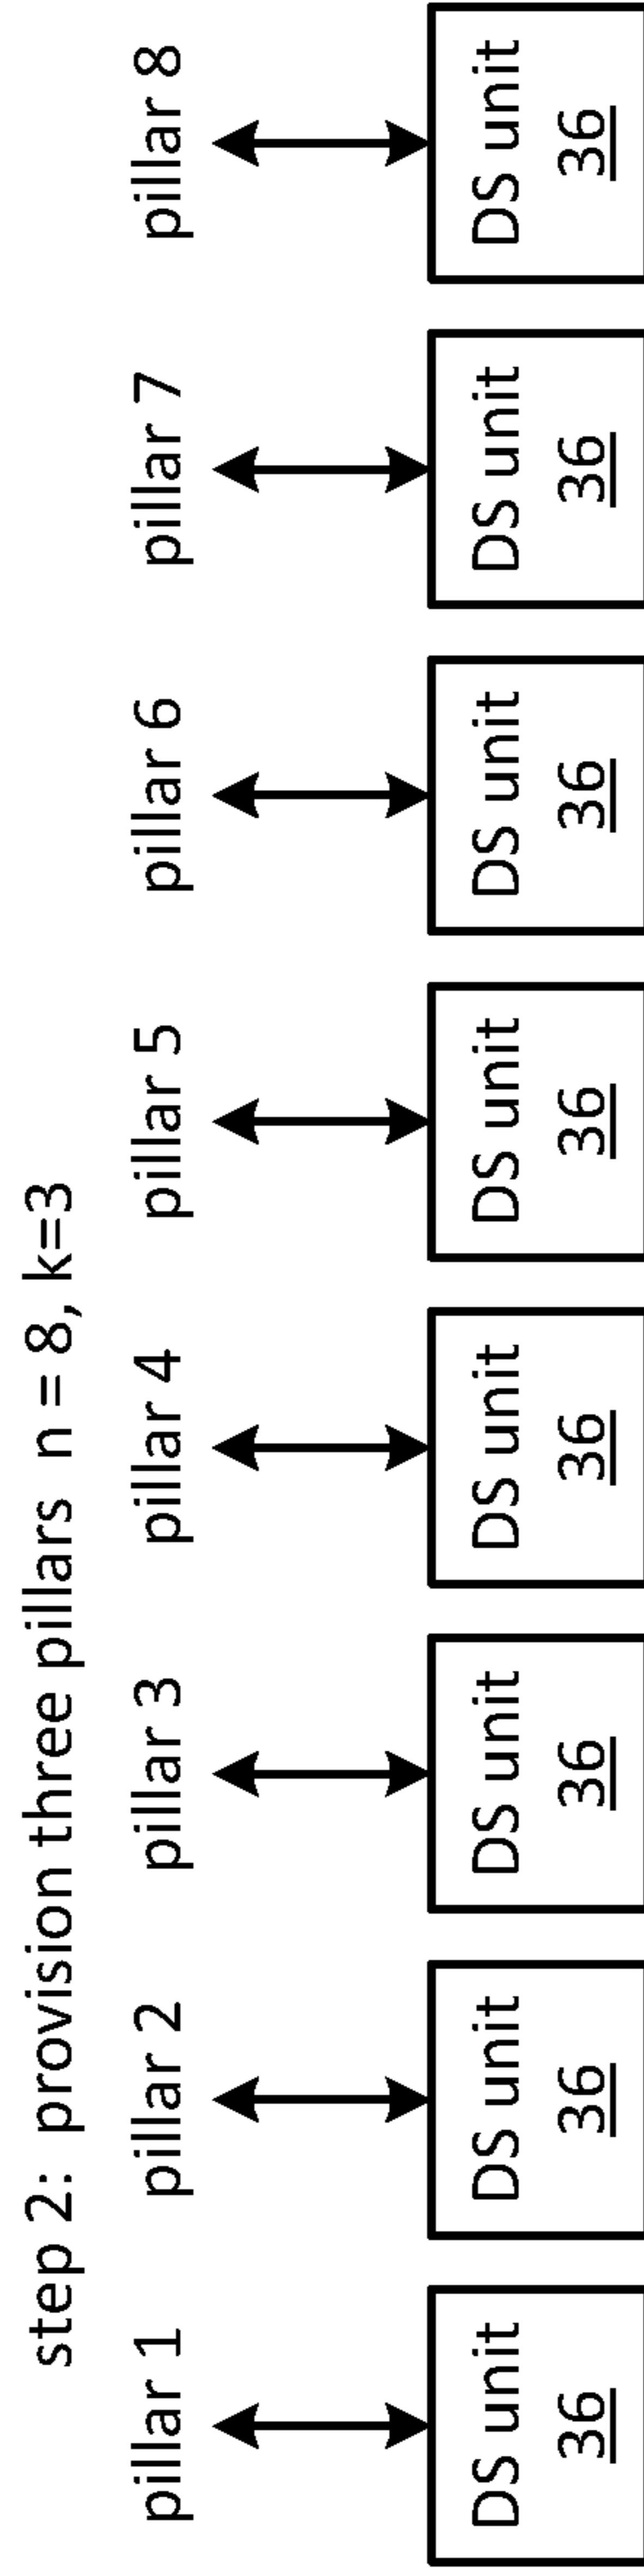 step 2:  provision three pillars  n = 8, k=3
pillar 1
pillar 2
pillar 3
pillar 4
pillar 5
pillar 6
pillar 7
pillar 8
DS unit
36
DS unit
36
DS unit
36
DS unit
36
DS unit
36
DS unit
36
DS unit
36
DS unit
36